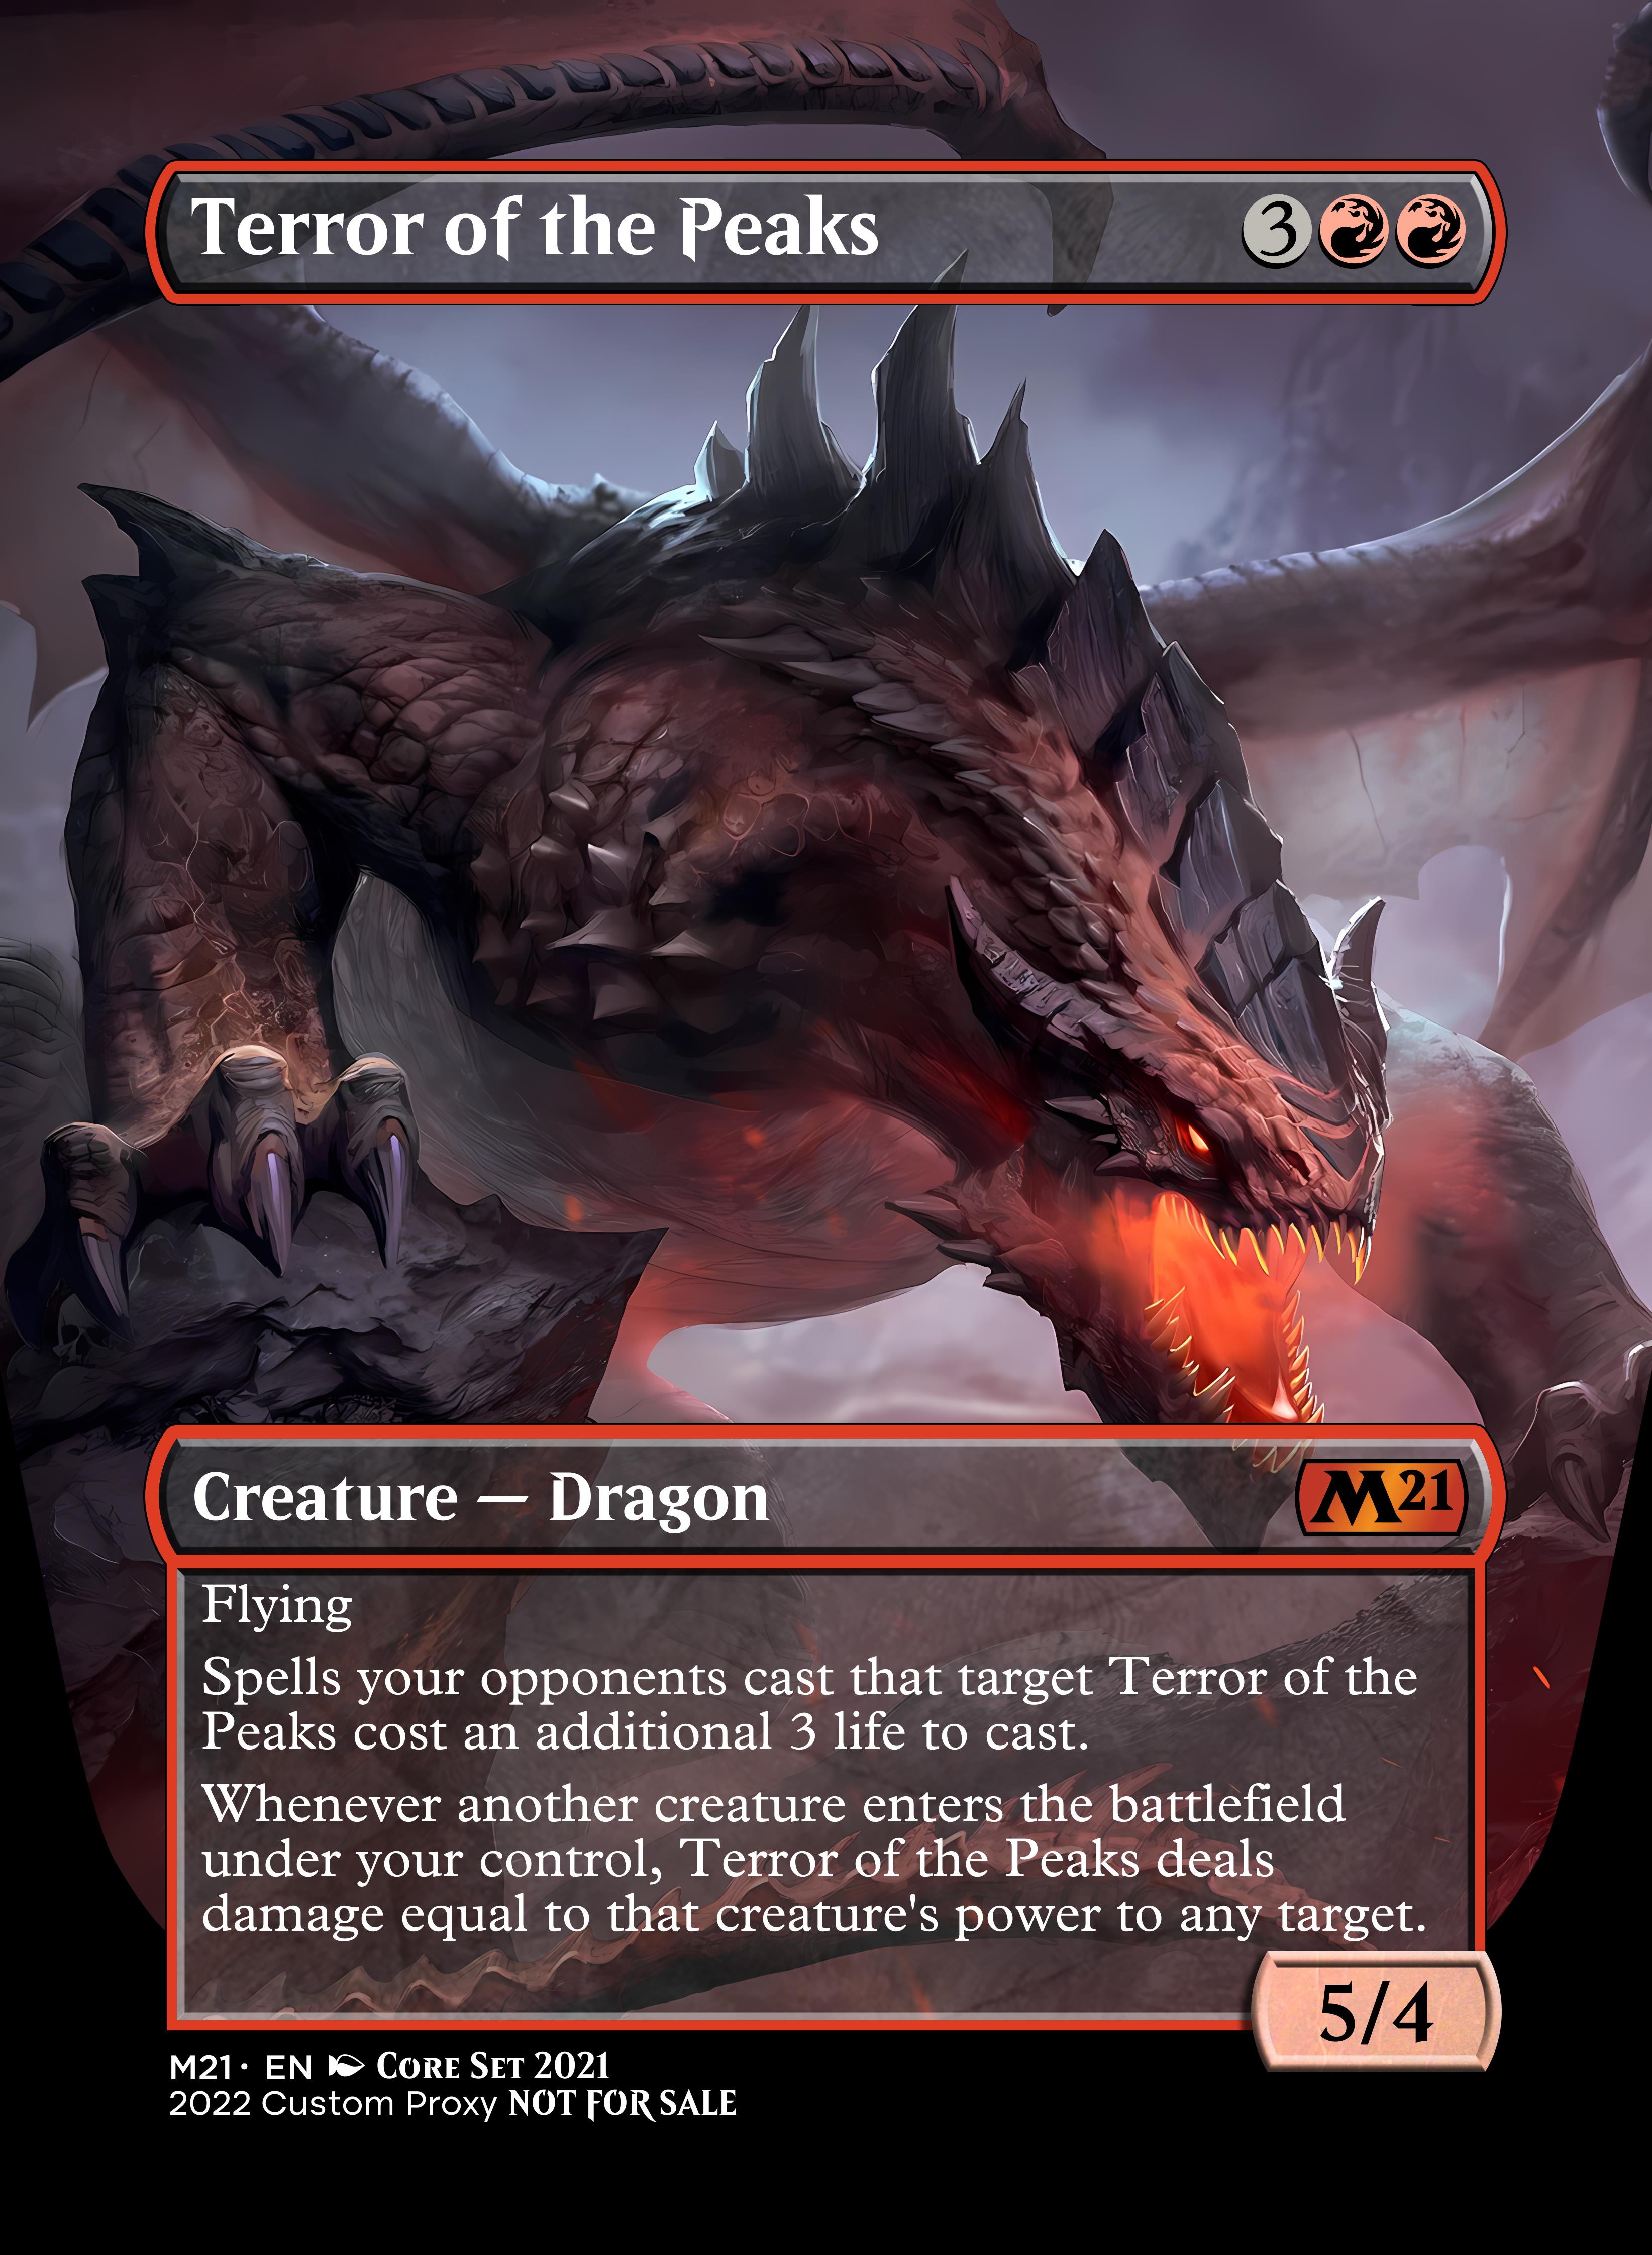 Terror of the Peaks 3
Creature — Dragon M21
Flying
Spells your opponents cast that target Terror of the
Peaks cost an additional 3 life to cast.
Whenever another creature enters the battlefield
under your control, Terror of the Peaks deals
damage equal to that creature's power to any target.
5/4
M21· EN Core Set 2021
2022 Custom Proxy NOT FOR SALE